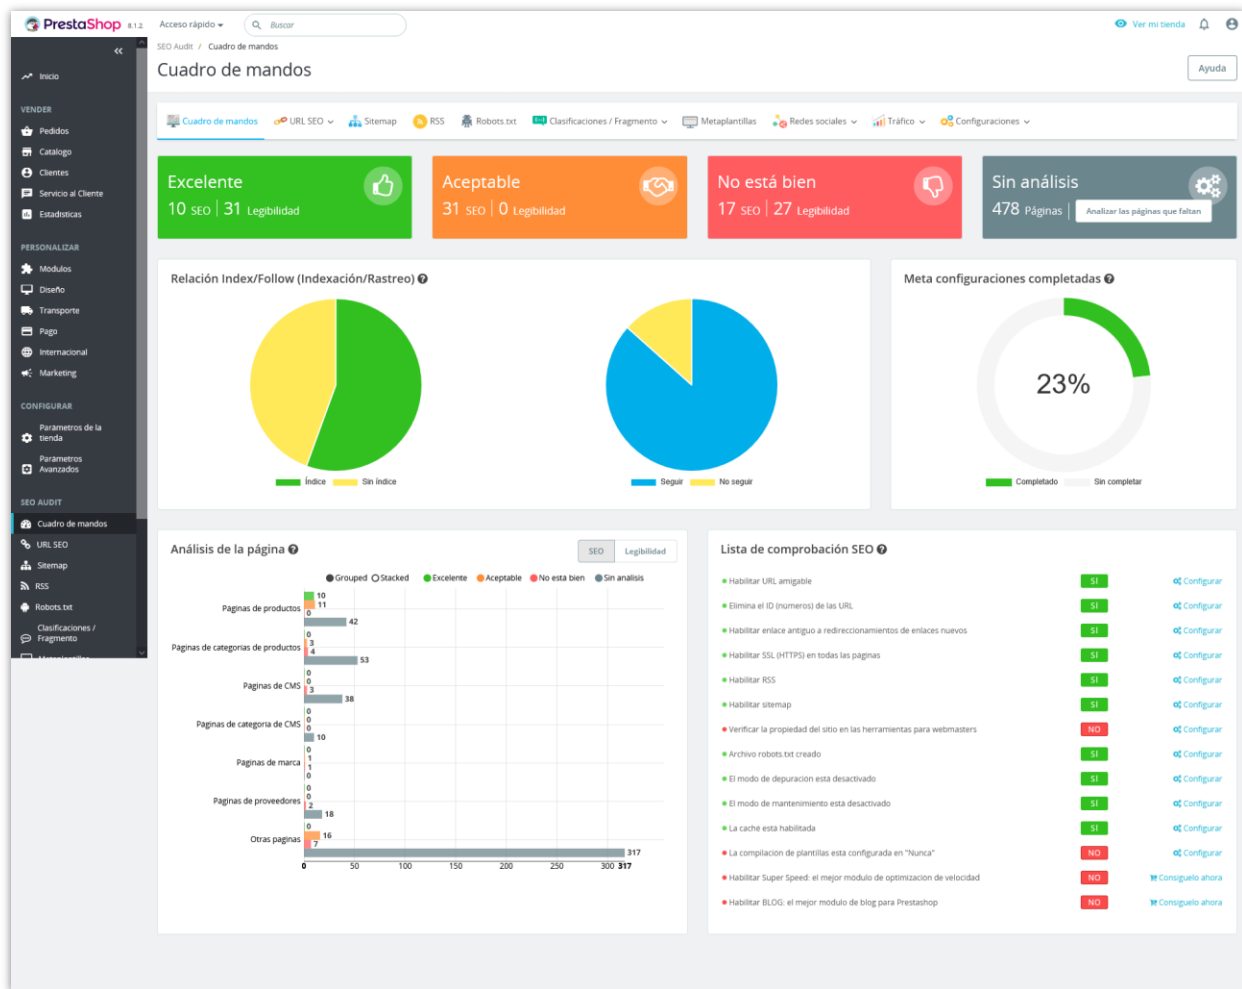 PrestaShop 8.1.2 Acceso rápido Buscar Ver mi tienda
SEO Audit / Cuadro de mandos
Cuadro de mandos Ayuda
Inicio
VENDER
Pedidos
Catalogo
Clientes
Servicio al Cliente
Estadísticas
PERSONALIZAR
Modulos
Diseño
Transporte
Pago
Internacional
Marketing
CONFIGURAR
Parametros de la
tienda
Parametros
Avanzados
SEO AUDIT
Cuadro de mandos
URL SEO
Sitemap
RSS
Robots.txt
Clasificaciones /
Fragmento
Metaplantillas
Cuadro de mandos URL SEO Sitemap RSS Robots.txt Clasificaciones / Fragmento Metaplantillas Redes sociales Tráfico Configuraciones
Excelente
10 SEO | 31 Legibilidad
Aceptable
31 SEO | 0 Legibilidad
No está bien
17 SEO | 27 Legibilidad
Sin análisis
478 Páginas | Analizar las páginas que faltan
Relación Index/Follow (Indexación/Rastreo)
Índice Sin índice
Seguir No seguir
Meta configuraciones completadas
23%
Completado Sin completar
Análisis de la página SEO Legibilidad
Grouped Stacked Excelente Aceptable No esta bien Sin analisis
Paginas de productos
10
11
0
42
Paginas de categorias de productos
0
3
4
53
Paginas de CMS
0
0
3
38
Paginas de categoria de CMS
0
0
0
10
Paginas de marca
0
1
1
0
Paginas de proveedores
0
0
2
18
Otras paginas
0
16
7
317
0 50 100 150 200 250 300 317
Lista de comprobación SEO
Habilitar URL amigable SI Configurar
Elimina el ID (numeros) de las URL SI Configurar
Habilitar enlace antiguo a redireccionamientos de enlaces nuevos SI Configurar
Habilitar SSL (HTTPS) en todas las paginas SI Configurar
Habilitar RSS SI Configurar
Habilitar sitemap SI Configurar
Verificar la propiedad del sitio en las herramientas para webmasters NO Configurar
Archivo robots.txt creado SI Configurar
El modo de depuracion esta desactivado SI Configurar
El modo de mantenimiento esta desactivado SI Configurar
La cache esta habilitada SI Configurar
La compilacion de plantillas esta configurada en "Nunca" NO Configurar
Habilitar Super Speed: el mejor modulo de optimizacion de velocidad NO Consiguelo ahora
Habilitar BLOG: el mejor modulo de blog para Prestashop NO Consiguelo ahora